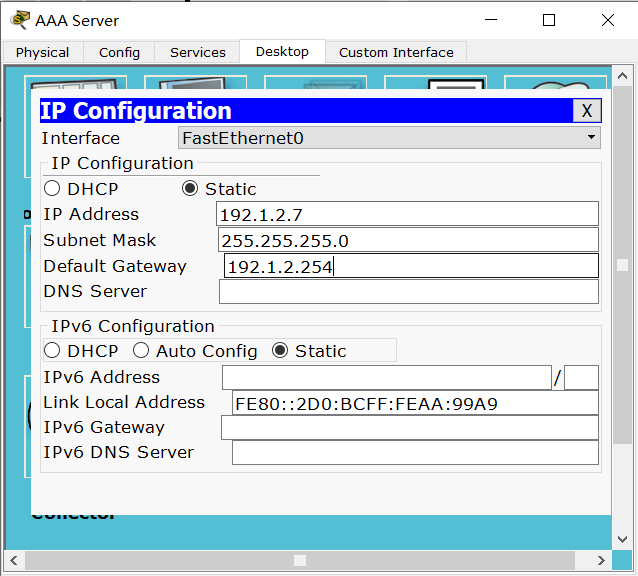 AAA Server
Physical Config Services Desktop Custom Interface
IP Configuration X
Interface FastEthernet0
IP Configuration
DHCP Static
IP Address 192.1.2.7
Subnet Mask 255.255.255.0
Default Gateway 192.1.2.254
DNS Server
IPv6 Configuration
DHCP Auto Config Static
IPv6 Address /
Link Local Address FE80::2D0:BCFF:FEAA:99A9
IPv6 Gateway
IPv6 DNS Server
Collector